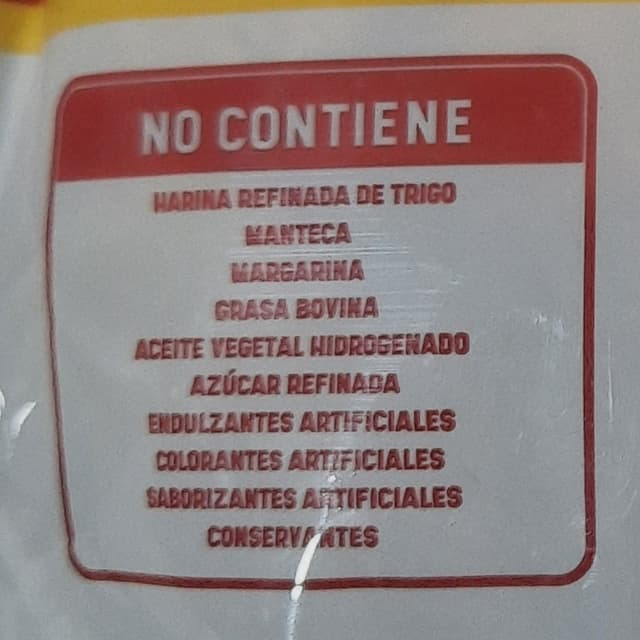 NO CONTIENE
HARINA REFINADA DE TRIGO
MANTECA
MARGARINA
GRASA BOVINA
ACEITE VEGETAL HIDROGENADO
AZÚCAR REFINADA
ENDULZANTES ARTIFICIALES
COLORANTES ARTIFICIALES
SABORIZANTES ARTIFICIALES
CONSERVANTES